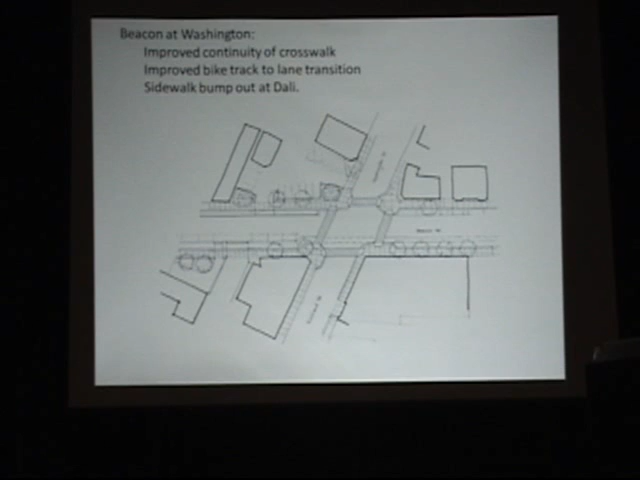 Beacon at Washington:
Improved continuity of crosswalk
Improved bike track to lane transition
Sidewalk bump out at Dali.